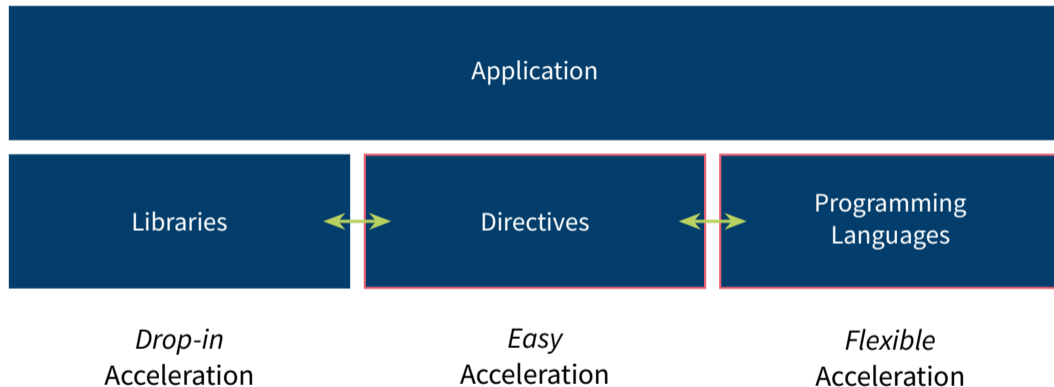 Application
Libraries
Directives
Programming
Languages
Drop-in
Acceleration
Easy
Acceleration
Flexible
Acceleration